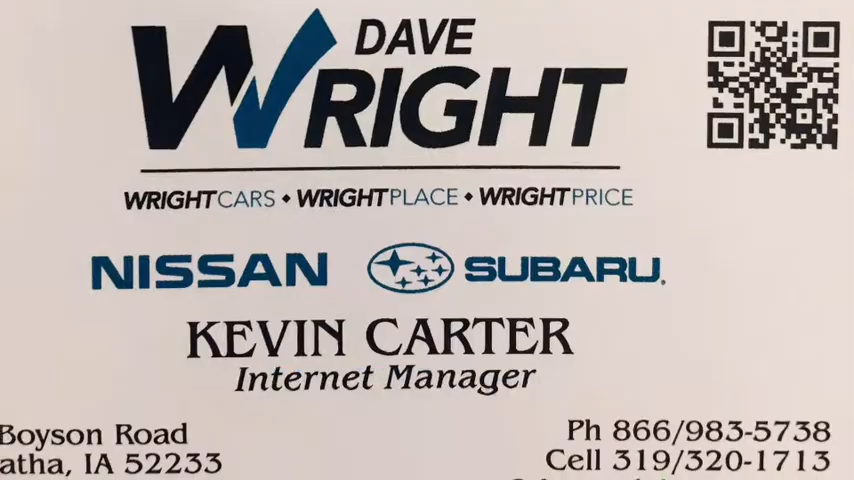 DAVE
WRIGHT
WRIGHTCARS ◆ WRIGHTPLACE ◆ WRIGHTPRICE
NISSAN SUBARU.
KEVIN CARTER
Internet Manager
Boyson Road
Ph 866/983-5738
atha, IA 52233
Cell 319/320-1713